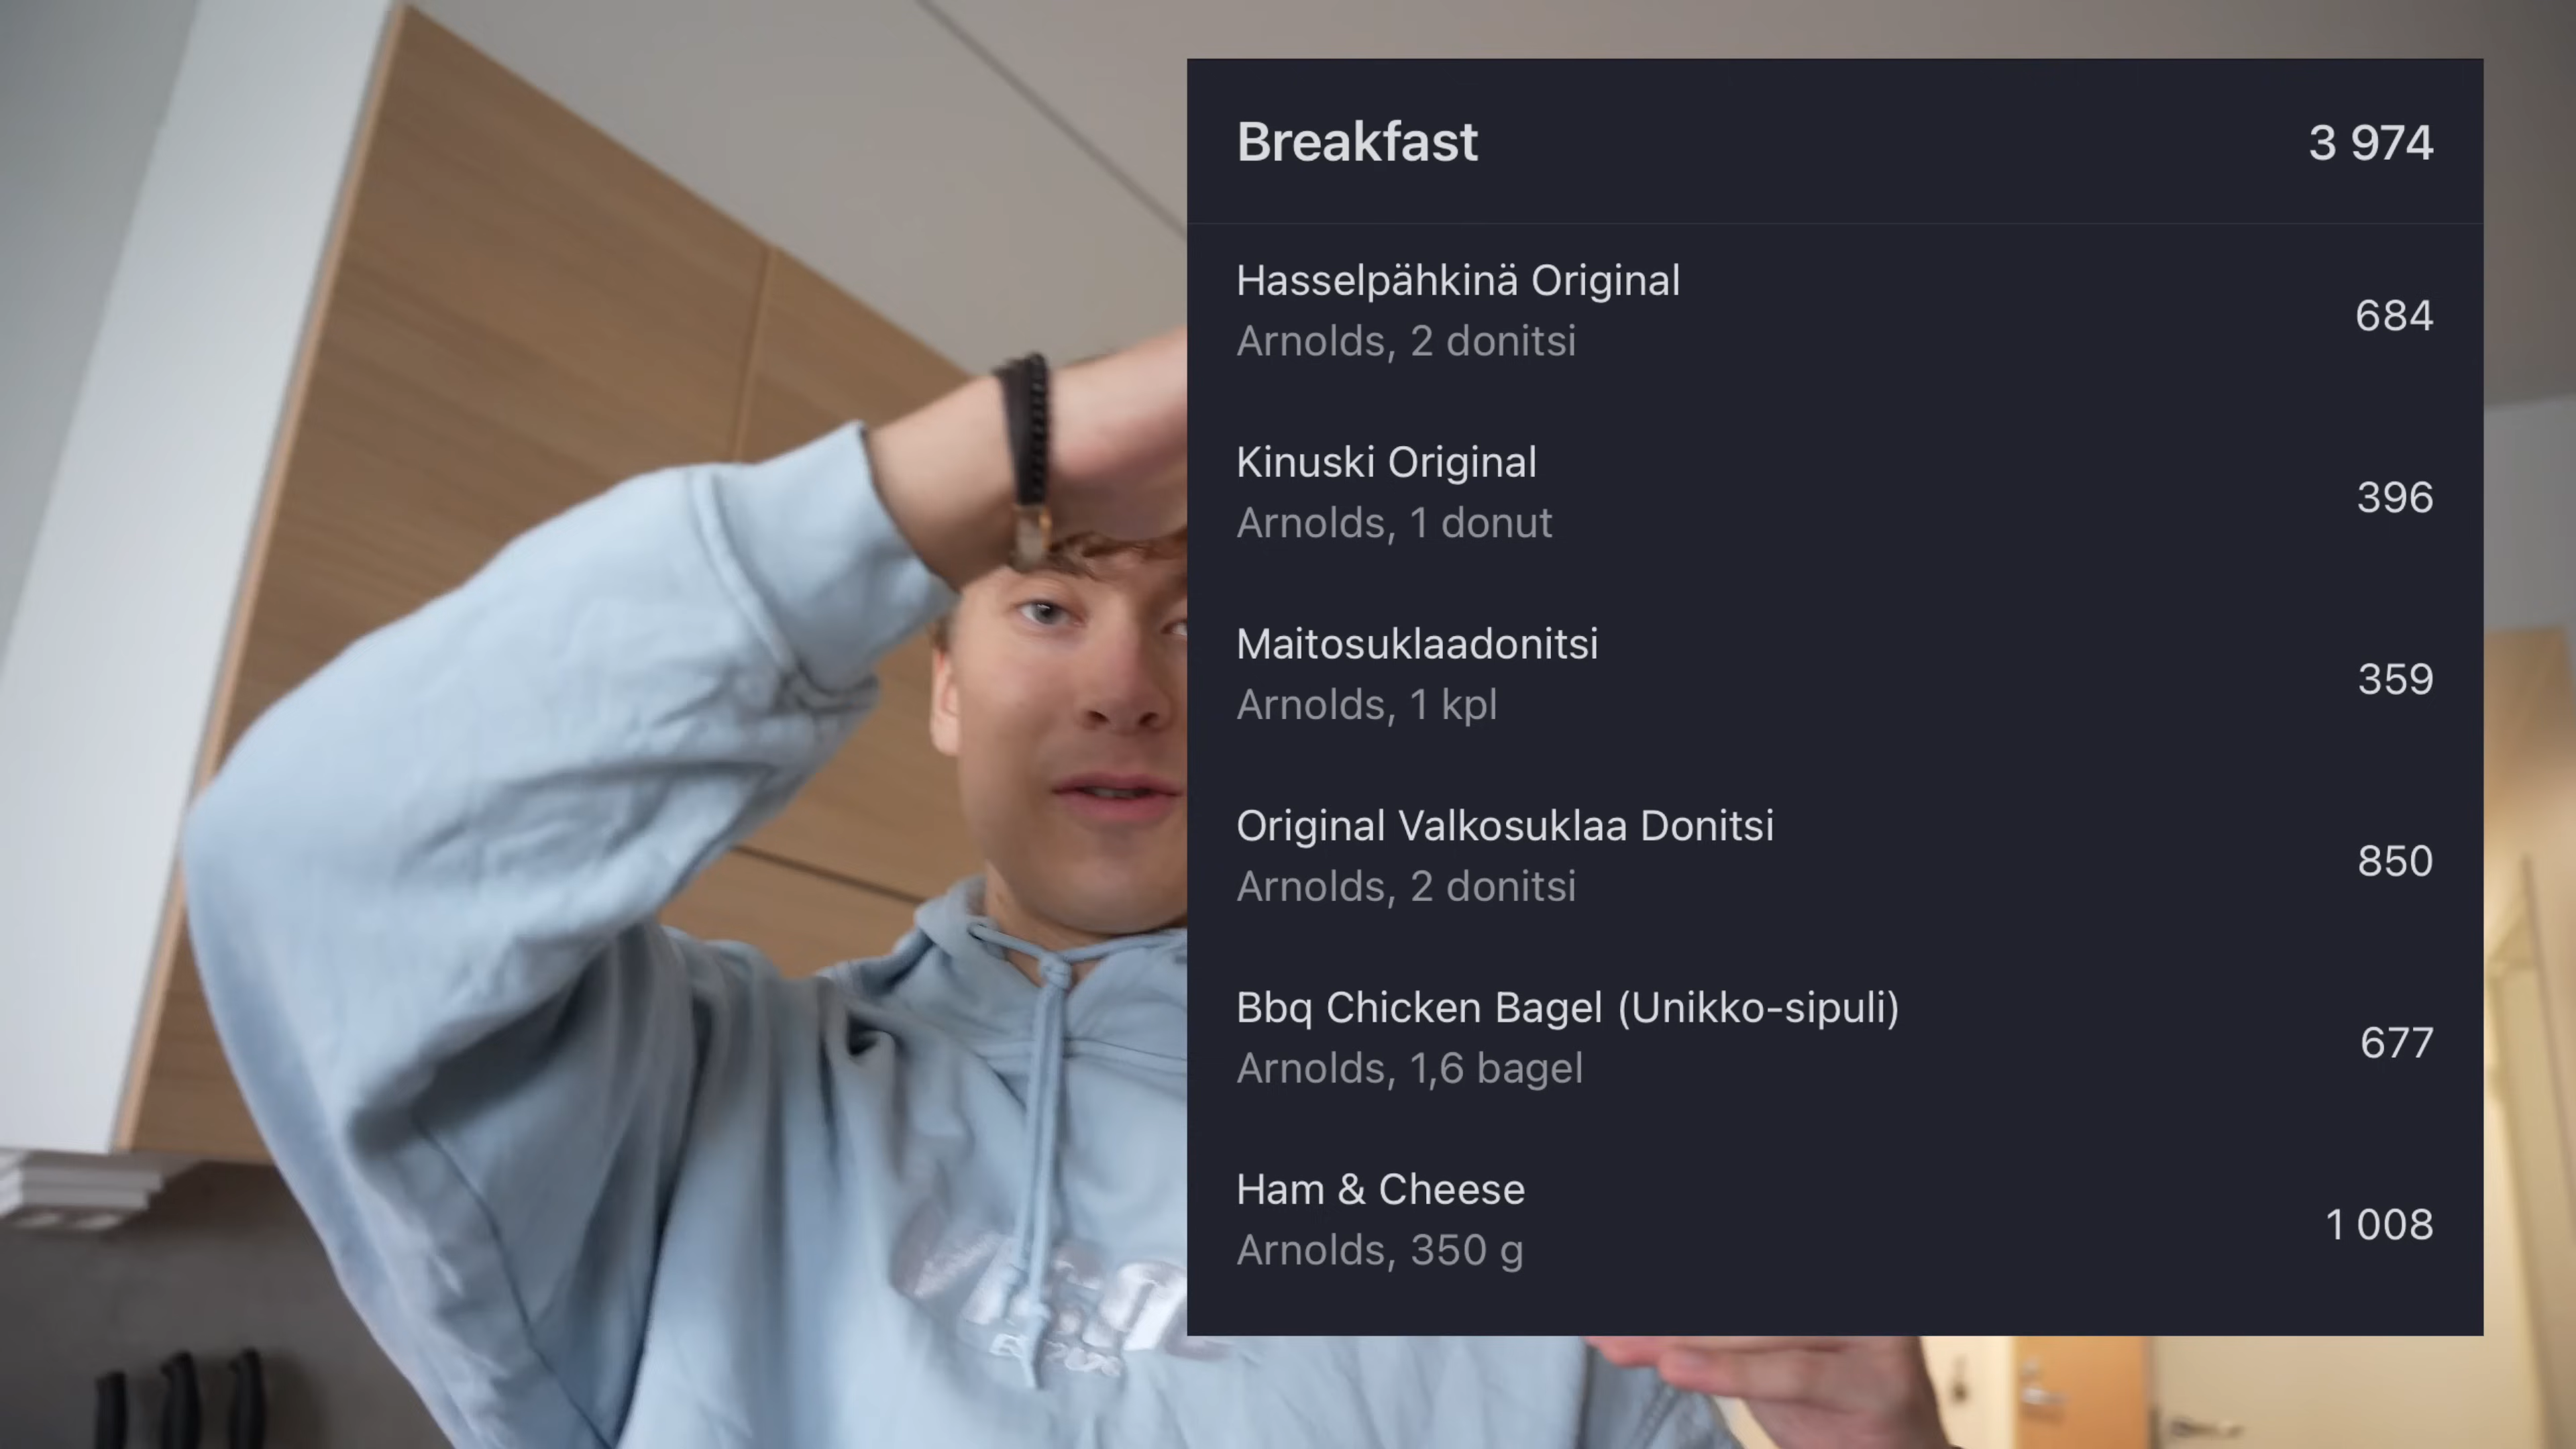 Breakfast 3 974
Hasselpähkinä Original
Arnolds, 2 donitsi
684
Kinuski Original
Arnolds, 1 donut
396
Maitosuklaadonitsi
Arnolds, 1 kpl
359
Original Valkosuklaa Donitsi
Arnolds, 2 donitsi
850
Bbq Chicken Bagel (Unikko-sipuli)
Arnolds, 1,6 bagel
677
Ham & Cheese
Arnolds, 350 g
1 008